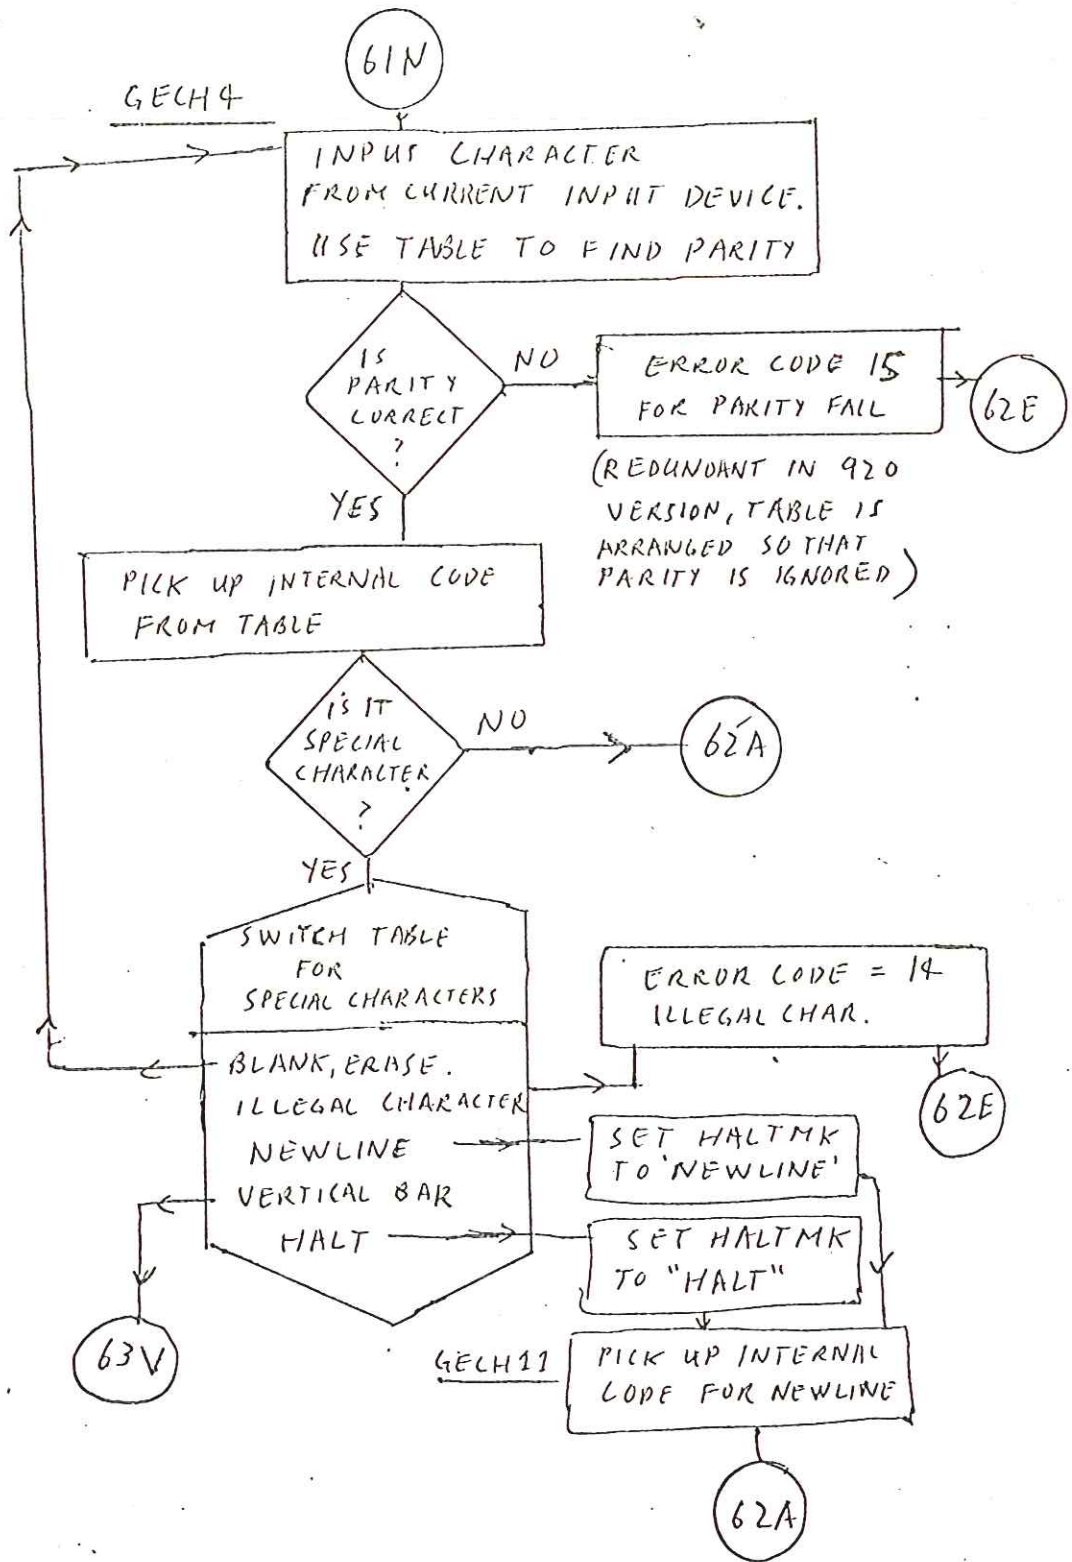 61N
GECH4
INPUT CHARACTER
FROM CURRENT INPUT DEVICE.
USE TABLE TO FIND PARITY
IS
PARITY
CORRECT
?
NO
ERROR CODE 15
FOR PARITY FAIL
62E
(REDUNDANT IN 920
VERSION, TABLE IS
ARRANGED SO THAT
PARITY IS IGNORED)
YES
PICK UP INTERNAL CODE
FROM TABLE
IS IT
SPECIAL
CHARACTER
?
NO
62A
YES
SWITCH TABLE
FOR
SPECIAL CHARACTERS
BLANK, ERASE.
ILLEGAL CHARACTER
NEWLINE
VERTICAL BAR
HALT
ERROR CODE = 14
ILLEGAL CHAR.
62E
SET HALTMK
TO 'NEWLINE'
SET HALTMK
TO "HALT"
63V
GECH11
PICK UP INTERNAL
CODE FOR NEWLINE
62A